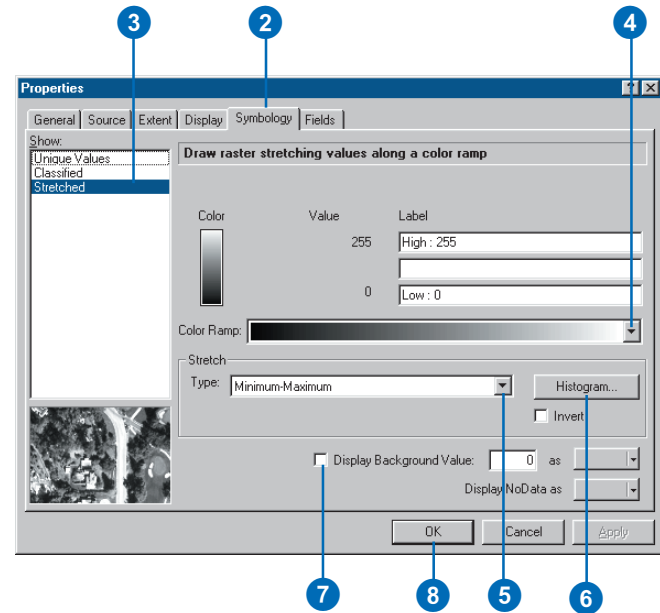 3 2 4
Properties ? X
General Source Extent Display Symbology Fields
Show:
Unique Values
Classified
Stretched
Draw raster stretching values along a color ramp
Color Value Label
255 High : 255
0 Low : 0
Color Ramp:
Stretch
Type: Minimum-Maximum Histogram...
Invert
Display Background Value: 0 as
Display NoData as
OK Cancel Apply
7 8 5 6